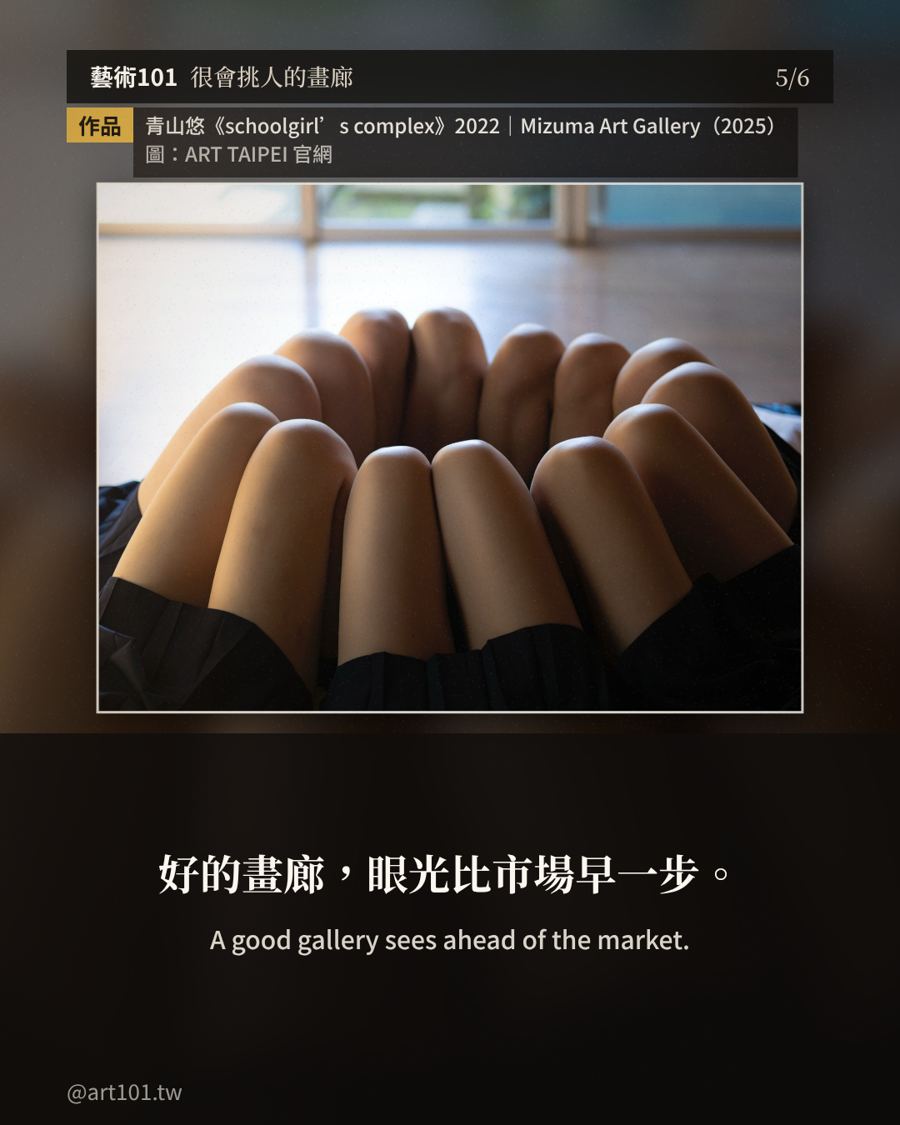 藝術101 很會挑人的畫廊 5/6
作品 青山悠《schoolgirl’s complex》2022｜Mizuma Art Gallery（2025）
圖：ART TAIPEI 官網
好的畫廊，眼光比市場早一步。
A good gallery sees ahead of the market.
@art101.tw